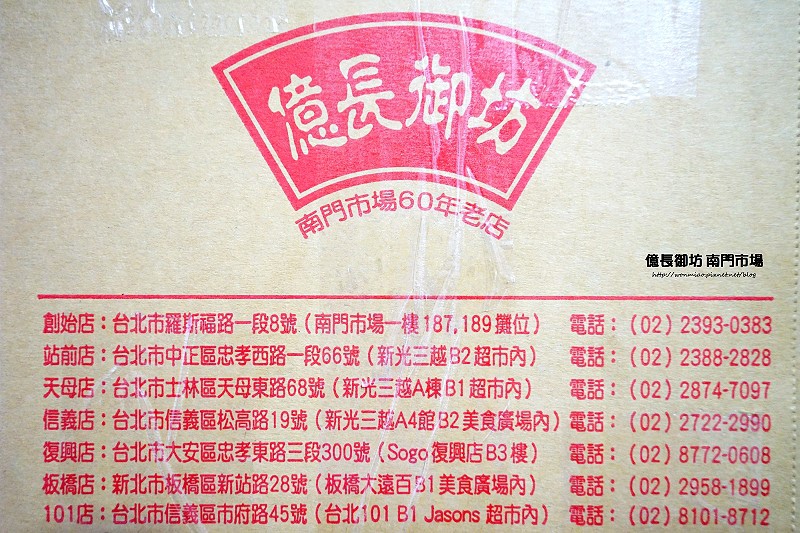 億長御坊
南門市場60年老店
億長御坊 南門市場
http://wonmiao.pixnet.net/blog
創始店：台北市羅斯福路一段8號（南門市場一樓187,189攤位） 電話：(02) 2393-0383
站前店：台北市中正區忠孝西路一段66號（新光三越B2超市內） 電話：(02) 2388-2828
天母店：台北市士林區天母東路68號（新光三越A棟B1超市內） 電話：(02) 2874-7097
信義店：台北市信義區松高路19號（新光三越A4館B2美食廣場內） 電話：(02) 2722-2990
復興店：台北市大安區忠孝東路三段300號（Sogo復興店B3樓） 電話：(02) 8772-0608
板橋店：新北市板橋區新站路28號（板橋大遠百B1美食廣場內） 電話：(02) 2958-1899
101店：台北市信義區市府路45號（台北101 B1 Jasons超市內） 電話：(02) 8101-8712